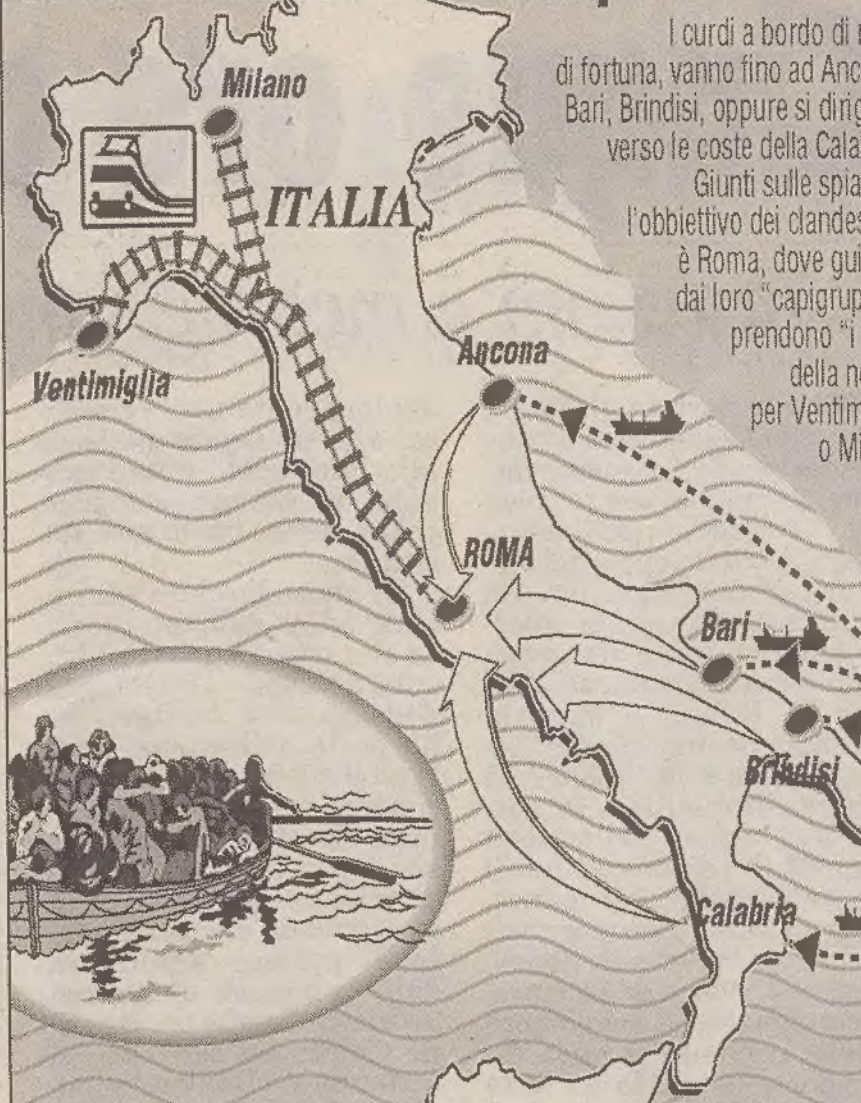 I curdi a bordo di
di fortuna, vanno fino ad Anc
Bari, Brindisi, oppure si dirig
verso le coste della Cala
Giunti sulle spia
l'obbiettivo dei clandes
è Roma, dove gui
dai loro "capigrup
prendono "i
della n
per Ventim
o Mi
Milano
ITALIA
Ventimiglia
Ancona
ROMA
Bari
Brindisi
Calabria